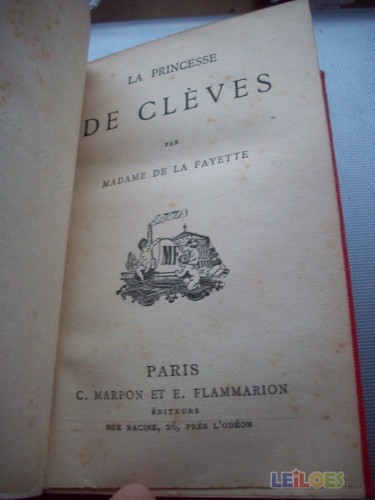 LA PRINCESSE
DE CLÈVES
PAR
MADAME DE LA FAYETTE
MF
PARIS
C. MARPON ET E. FLAMMARION
ÉDITEURS
RUE RACINE, 26, PRÈS L'ODÉON
LEILOES